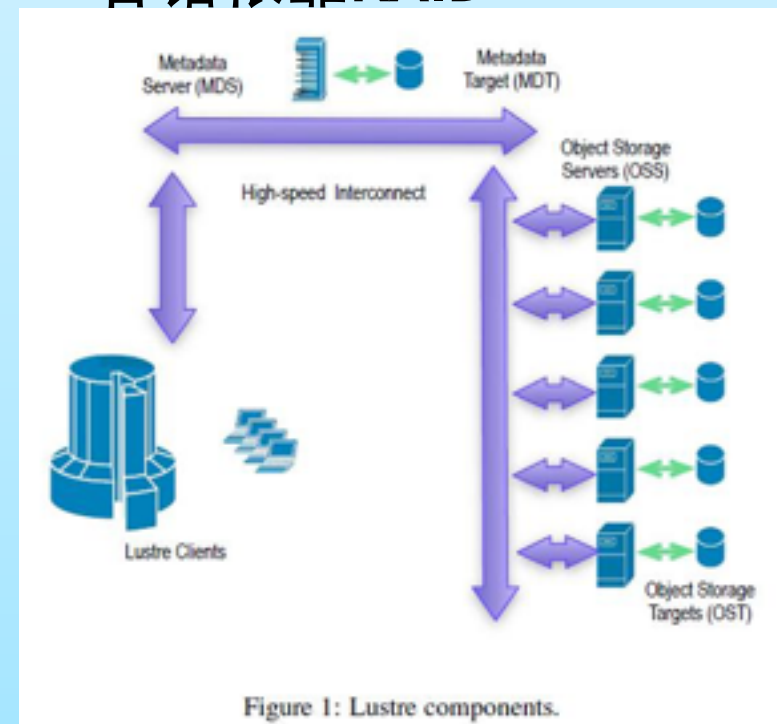 Metadata
Server (MDS)
Metadata
Target (MDT)
High-speed Interconnect
Object Storage
Servers (OSS)
Lustre Clients
Object Storage
Targets (OST)
Figure 1: Lustre components.